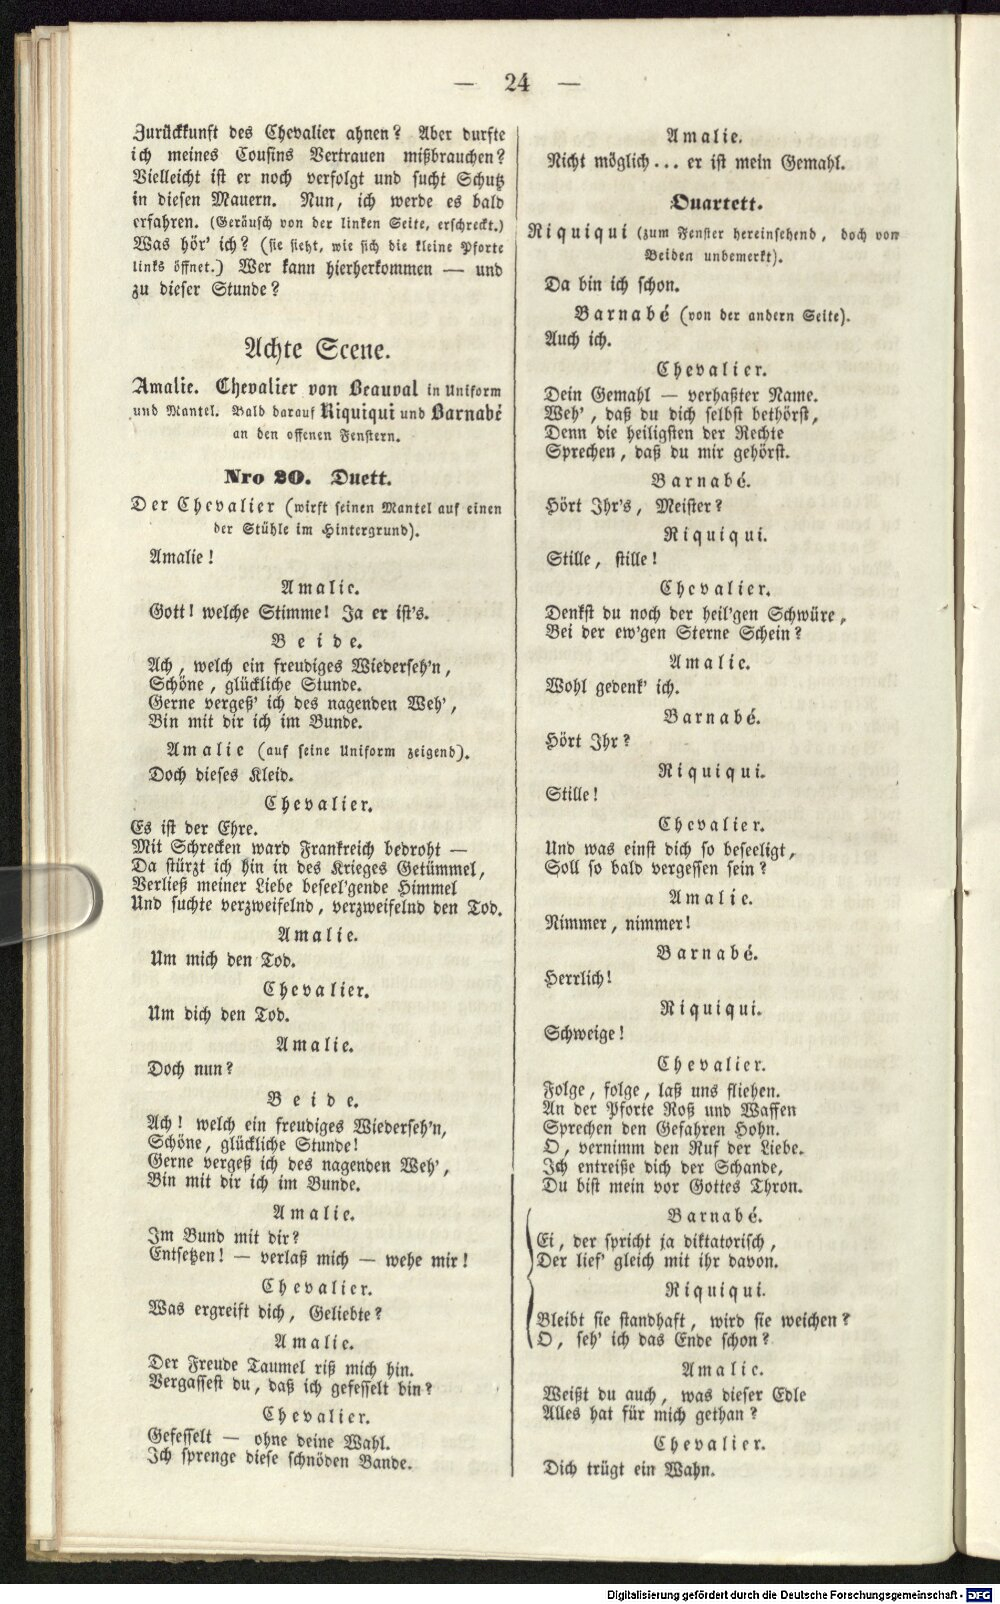 — 24 —
Zurückkunft des Chevalier ahnen? Aber durfte
ich meines Cousins Vertrauen mißbrauchen?
Vielleicht ist er noch verfolgt und sucht Schutz
in diesen Mauern. Nun, ich werde es bald
erfahren. (Geräusch von der linken Seite, erschreckt.)
Was hör' ich? (sie sieht, wie sich die kleine Pforte
links öffnet.) Wer kann hierherkommen — und
zu dieser Stunde?
Achte Scene.
Amalie. Chevalier von Beauval in Uniform
und Mantel. Bald darauf Riquiqui und Barnabé
an den offenen Fenstern.
Nro 20. Duett.
Der Chevalier (wirft seinen Mantel auf einen
der Stühle im Hintergrund).
Amalie!
Amalie.
Gott! welche Stimme! Ja er ist's.
Beide.
Ach, welch ein freudiges Wiederseh'n,
Schöne, glückliche Stunde.
Gerne vergeß' ich des nagenden Weh',
Bin mit dir ich im Bunde.
Amalie (auf seine Uniform zeigend).
Doch dieses Kleid.
Chevalier.
Es ist der Ehre.
Mit Schrecken ward Frankreich bedroht —
Da stürzt ich hin in des Krieges Getümmel,
Verließ meiner Liebe beseel'gende Himmel
Und suchte verzweifelnd, verzweifelnd den Tod.
Amalie.
Um mich den Tod.
Chevalier.
Um dich den Tod.
Amalie.
Doch nun?
Beide.
Ach! welch ein freudiges Wiederseh'n,
Schöne, glückliche Stunde!
Gerne vergeß ich des nagenden Weh',
Bin mit dir ich im Bunde.
Amalie.
Im Bund mit dir?
Entsetzen! — verlaß mich — wehe mir!
Chevalier.
Was ergreift dich, Geliebte?
Amalie.
Der Freude Taumel riß mich hin.
Vergassest du, daß ich gefesselt bin?
Chevalier.
Gefesselt — ohne deine Wahl.
Ich sprenge diese schnöden Bande.
Amalie.
Nicht möglich... er ist mein Gemahl.
Quartett.
Riquiqui (zum Fenster hereinsehend, doch von
Beiden unbemerkt).
Da bin ich schon.
Barnabé (von der andern Seite).
Auch ich.
Chevalier.
Dein Gemahl — verhaßter Name.
Weh', daß du dich selbst bethörst,
Denn die heiligsten der Rechte
Sprechen, daß du mir gehörst.
Barnabé.
Hört Ihr's, Meister?
Riquiqui.
Stille, stille!
Chevalier.
Denkst du noch der heil'gen Schwüre,
Bei der ew'gen Sterne Schein?
Amalie.
Wohl gedenk' ich.
Barnabé.
Hört Ihr?
Riquiqui.
Stille!
Chevalier.
Und was einst dich so beseeligt,
Soll so bald vergessen sein?
Amalie.
Nimmer, nimmer!
Barnabé.
Herrlich!
Riquiqui.
Schweige!
Chevalier.
Folge, folge, laß uns fliehen.
An der Pforte Roß und Waffen
Sprechen den Gefahren Hohn.
O, vernimm den Ruf der Liebe.
Ich entreiße dich der Schande,
Du bist mein vor Gottes Thron.
Barnabé.
Ei, der spricht ja diktatorisch,
Der lief' gleich mit ihr davon.
Riquiqui.
Bleibt sie standhaft, wird sie weichen?
O, seh' ich das Ende schon?
Amalie.
Weißt du auch, was dieser Edle
Alles hat für mich gethan?
Chevalier.
Dich trügt ein Wahn.
Digitalisierung gefördert durch die Deutsche Forschungsgemeinschaft - DFG